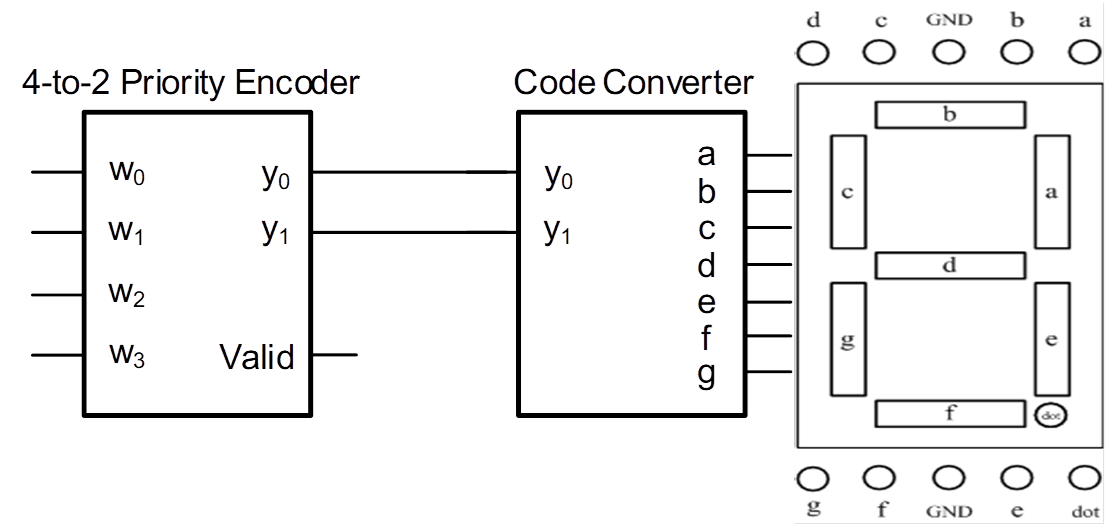 d c GND b a
4-to-2 Priority Encoder
Code Converter
w0 y0
w1 y1
w2
w3 Valid
y0 a
y1 b
c
d
e
f
g
b
c a
d
g e
f dot
g f GND e dot